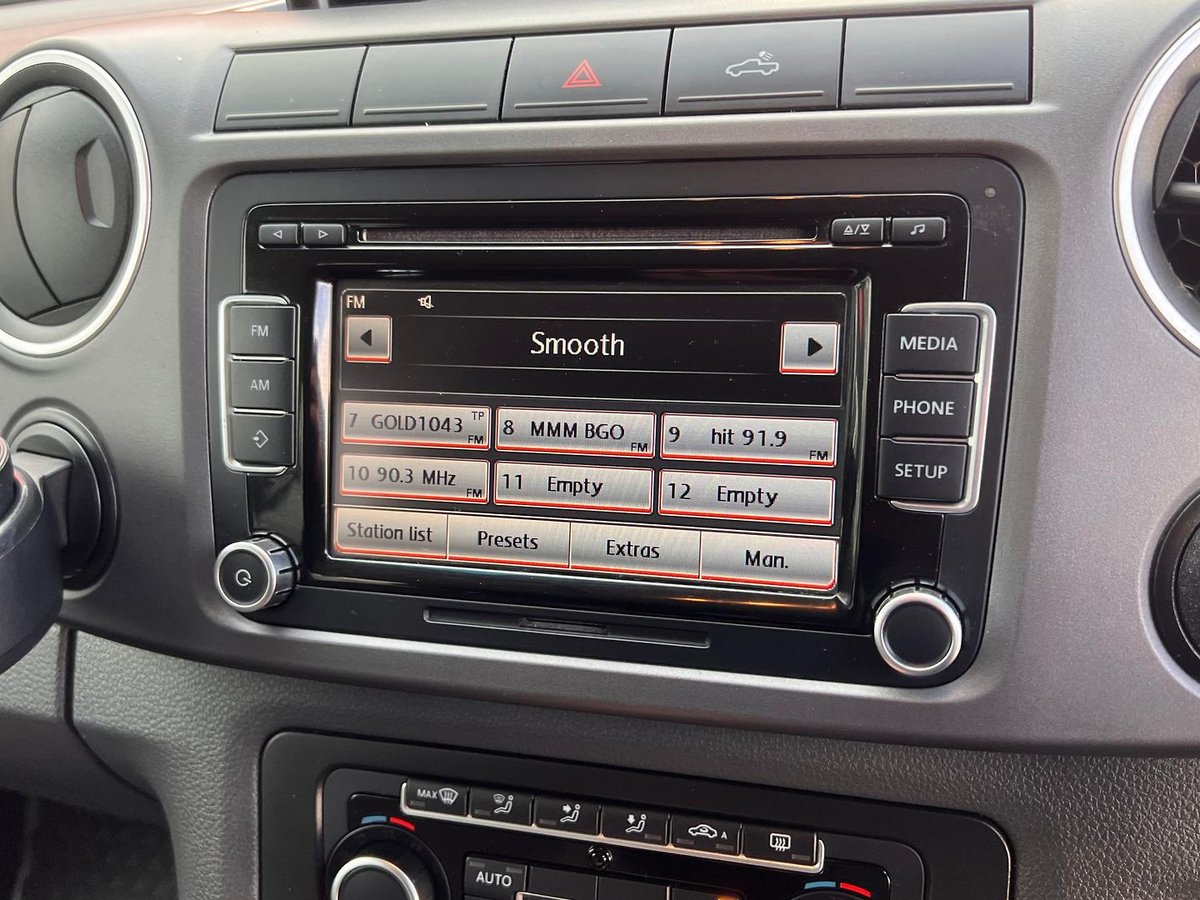 FM
Smooth
FM
AM
MEDIA
PHONE
SETUP
7 GOLD1043 TP FM
8 MMM BGO FM
9 hit 91.9 FM
10 90.3 MHz FM
11 Empty
12 Empty
Station list
Presets
Extras
Man.
MAX
A
AUTO